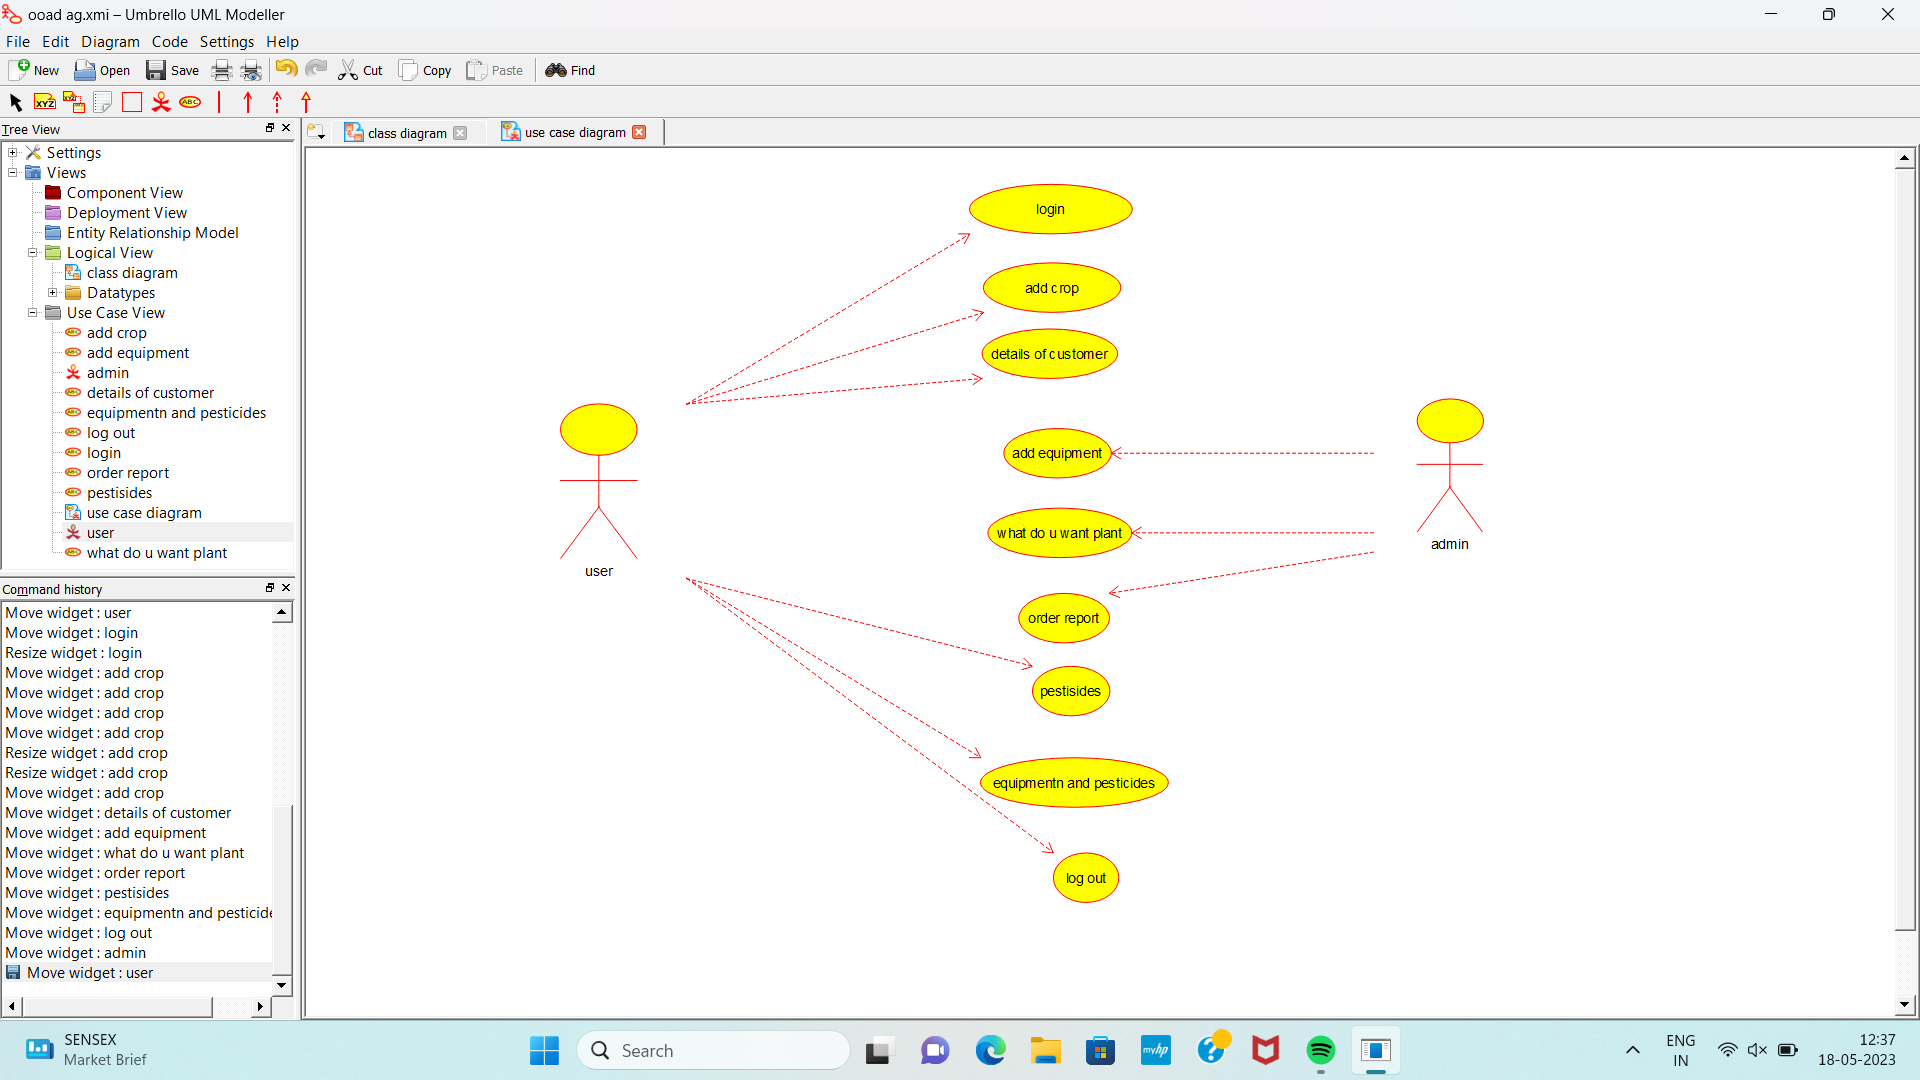 ooad ag.xmi – Umbrello UML Modeller
File Edit Diagram Code Settings Help
New Open Save Cut Copy Paste Find
XYZ XYZ ABC
Tree View
class diagram
use case diagram
Settings
Views
Component View
Deployment View
Entity Relationship Model
Logical View
class diagram
Datatypes
Use Case View
add crop
add equipment
admin
details of customer
equipmentn and pesticides
log out
login
order report
pestisides
use case diagram
user
what do u want plant
Command history
Move widget : user
Move widget : login
Resize widget : login
Move widget : add crop
Move widget : add crop
Move widget : add crop
Move widget : add crop
Resize widget : add crop
Resize widget : add crop
Move widget : add crop
Move widget : details of customer
Move widget : add equipment
Move widget : what do u want plant
Move widget : order report
Move widget : pestisides
Move widget : equipmentn and pesticide
Move widget : log out
Move widget : admin
Move widget : user
login
add crop
details of customer
add equipment
what do u want plant
order report
pestisides
equipmentn and pesticides
log out
user
admin
SENSEX
Market Brief
Search
myhp
ENG
IN
12:37
18-05-2023